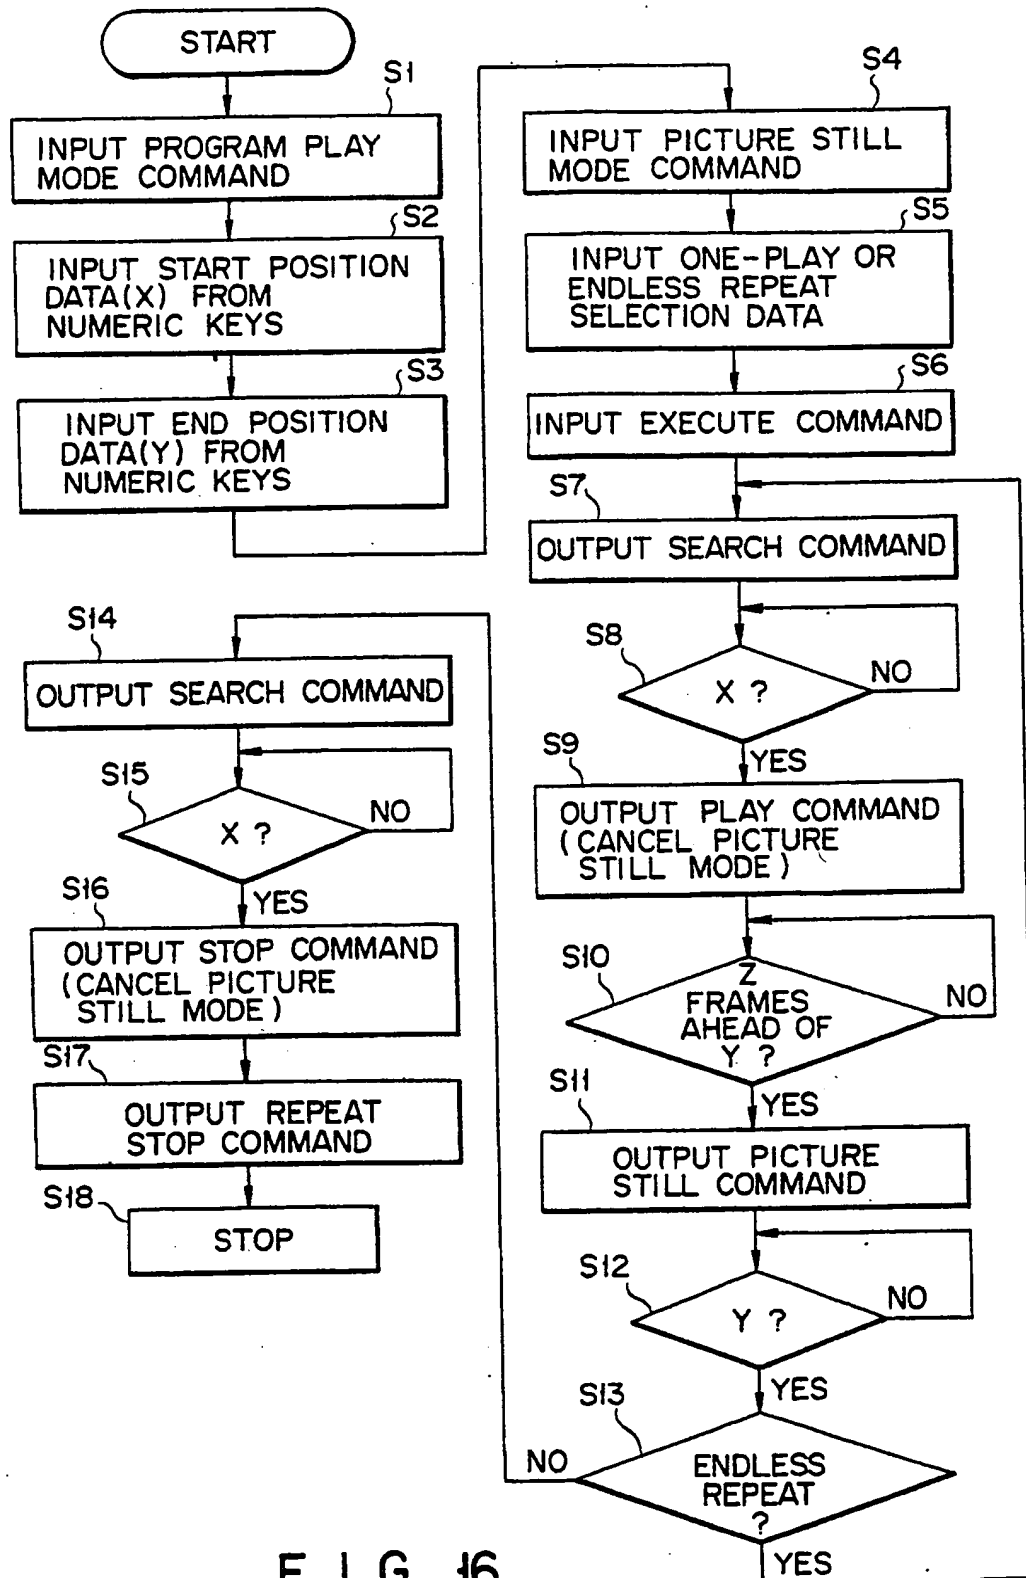 START
S1
INPUT PROGRAM PLAY
MODE COMMAND
S2
INPUT START POSITION
DATA(X) FROM
NUMERIC KEYS
S3
INPUT END POSITION
DATA(Y) FROM
NUMERIC KEYS
S4
INPUT PICTURE STILL
MODE COMMAND
S5
INPUT ONE-PLAY OR
ENDLESS REPEAT
SELECTION DATA
S6
INPUT EXECUTE COMMAND
S7
OUTPUT SEARCH COMMAND
S8
X ?
NO
YES
S9
OUTPUT PLAY COMMAND
(CANCEL PICTURE
STILL MODE)
S10
Z
FRAMES
AHEAD OF
Y ?
NO
YES
S11
OUTPUT PICTURE
STILL COMMAND
S12
Y ?
NO
YES
S13
ENDLESS
REPEAT
?
NO
YES
S14
OUTPUT SEARCH COMMAND
S15
X ?
NO
YES
S16
OUTPUT STOP COMMAND
(CANCEL PICTURE
STILL MODE)
S17
OUTPUT REPEAT
STOP COMMAND
S18
STOP
FIG. 16